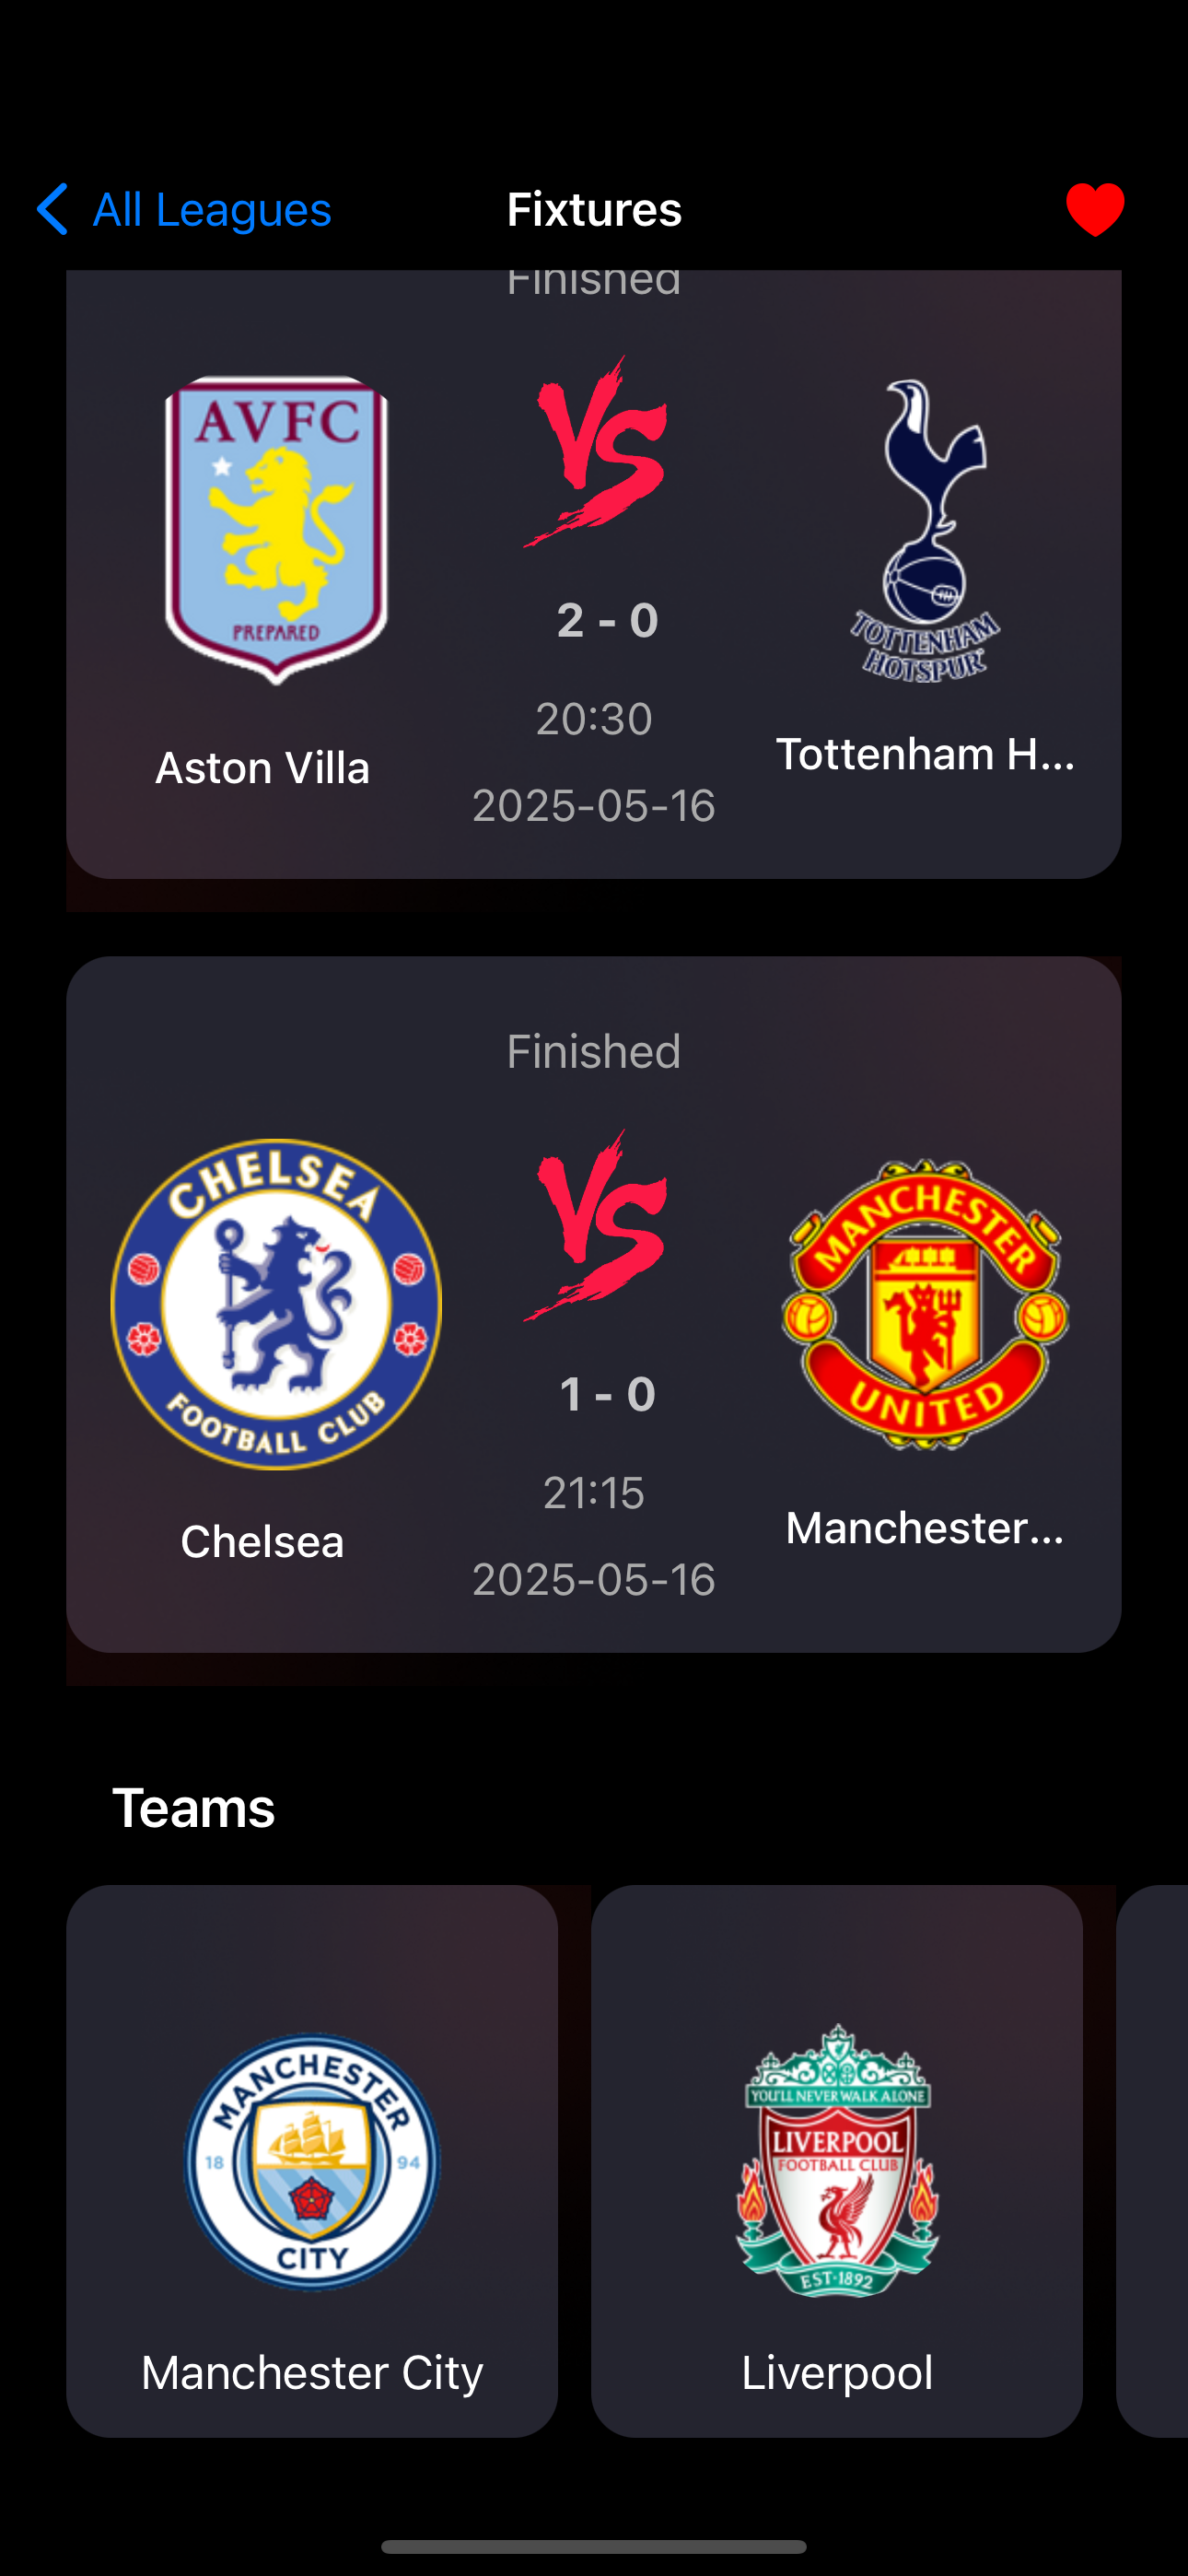 All Leagues
Fixtures
Finished
AVFC
PREPARED
VS
TOTTENHAM
HOTSPUR
2 - 0
20:30
Aston Villa
Tottenham H...
2025-05-16
Finished
CHELSEA
FOOTBALL CLUB
VS
MANCHESTER
UNITED
1 - 0
21:15
Chelsea
Manchester...
2025-05-16
Teams
MANCHESTER
18 94
CITY
YOU'LL NEVER WALK ALONE
LIVERPOOL
FOOTBALL CLUB
EST·1892
Manchester City
Liverpool